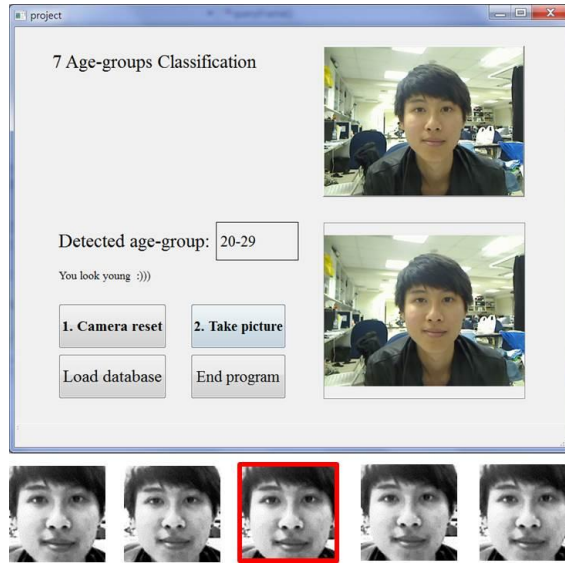 project
7 Age-groups Classification
Detected age-group: 20-29
You look young :)))
1. Camera reset
2. Take picture
Load database
End program